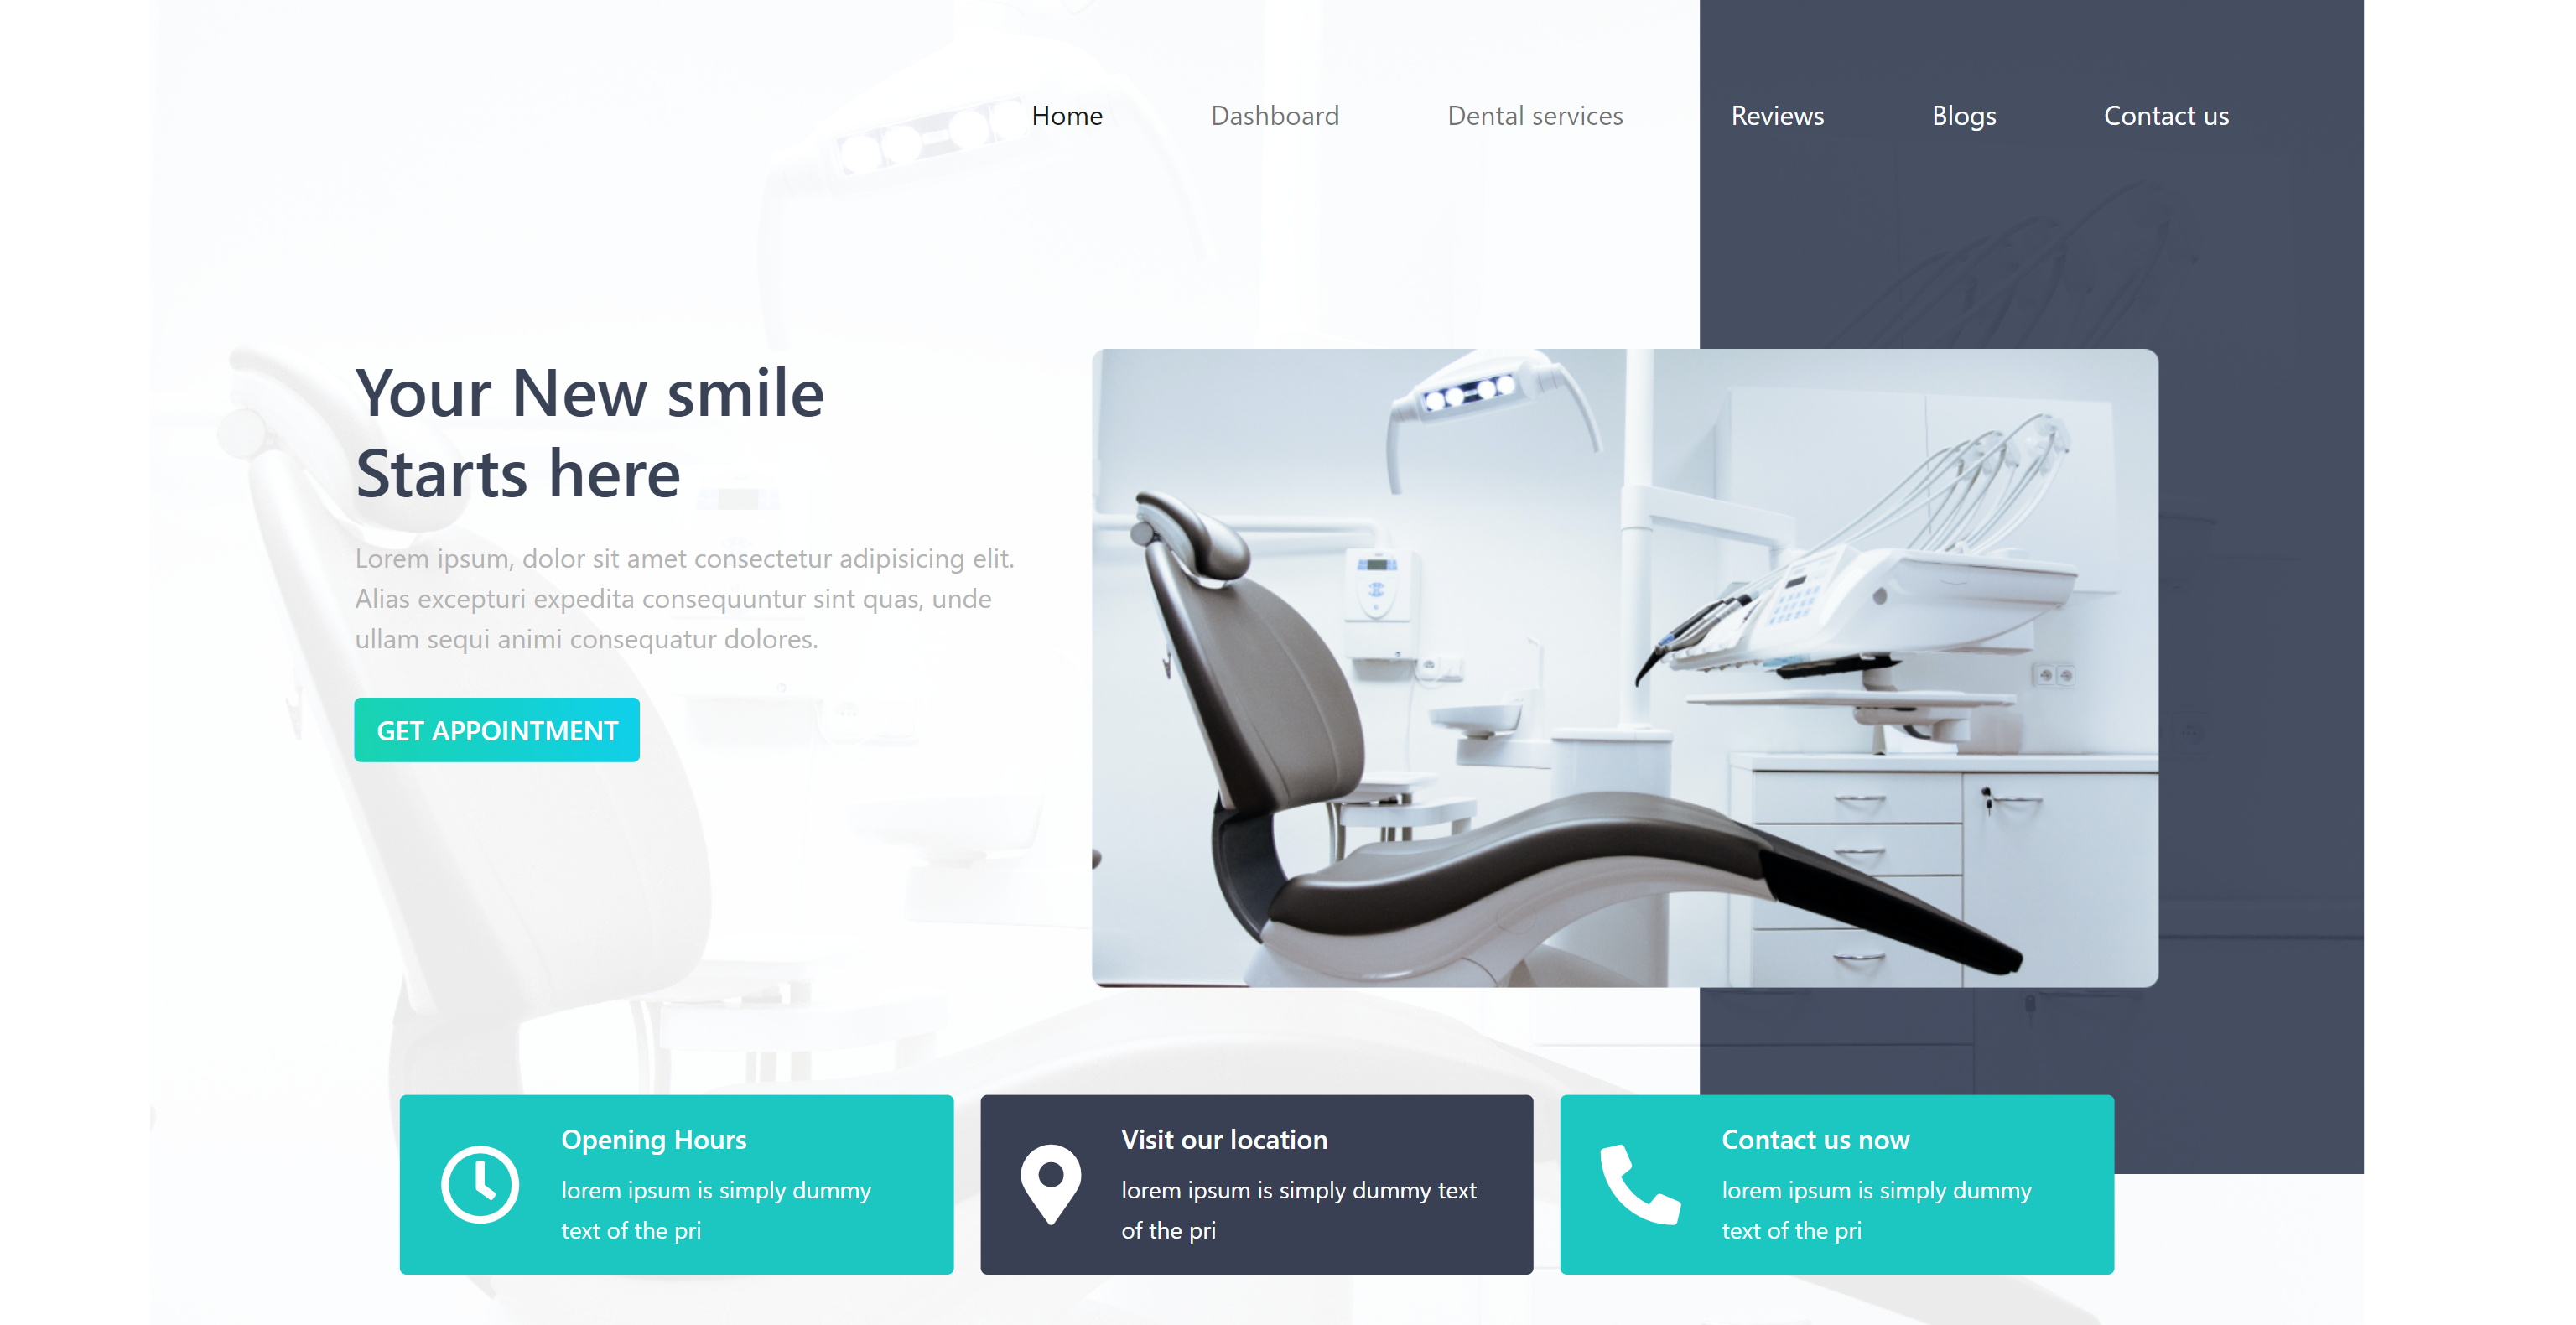 Home Dashboard Dental services Reviews Blogs Contact us
Your New smile
Starts here
Lorem ipsum, dolor sit amet consectetur adipisicing elit.
Alias excepturi expedita consequuntur sint quas, unde
ullam sequi animi consequatur dolores.
GET APPOINTMENT
Opening Hours
lorem ipsum is simply dummy
text of the pri
Visit our location
lorem ipsum is simply dummy text
of the pri
Contact us now
lorem ipsum is simply dummy
text of the pri